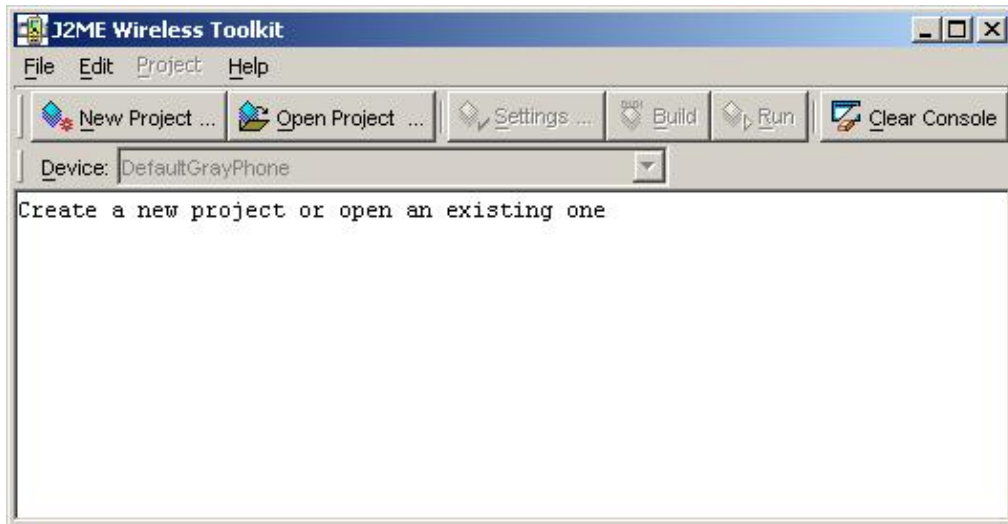 J2ME Wireless Toolkit
File Edit Project Help
New Project ... Open Project ... Settings ... Build Run Clear Console
Device: DefaultGrayPhone
Create a new project or open an existing one